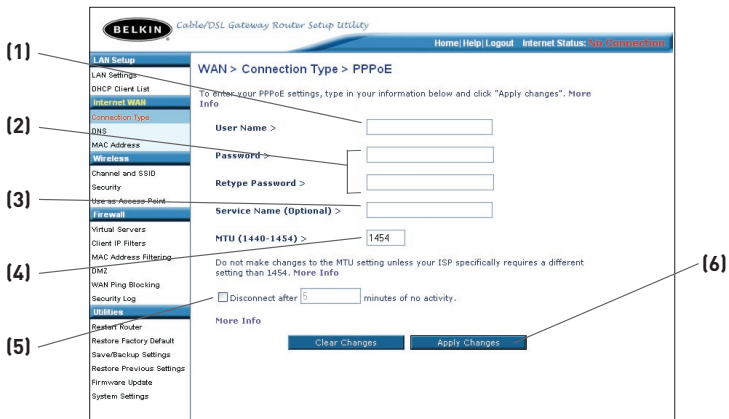 BELKIN Cable/DSL Gateway Router Setup Utility
Home|Help|Logout Internet Status: No Connection
(1)
(2)
(3)
(4)
(5)
(6)
LAN Setup
LAN Settings
DHCP Client List
Internet WAN
Connection Type
DNS
MAC Address
Wireless
Channel and SSID
Security
Use as Access Point
Firewall
Virtual Servers
Client IP Filters
MAC Address Filtering
DMZ
WAN Ping Blocking
Security Log
Utilities
Restart Router
Restore Factory Default
Save/Backup Settings
Restore Previous Settings
Firmware Update
System Settings
WAN > Connection Type > PPPoE
To enter your PPPoE settings, type in your information below and click "Apply changes". More
Info
User Name >
Password >
Retype Password >
Service Name (Optional) >
MTU (1440-1454) > 1454
Do not make changes to the MTU setting unless your ISP specifically requires a different
setting than 1454. More Info
Disconnect after 5 minutes of no activity.
More Info
Clear Changes Apply Changes